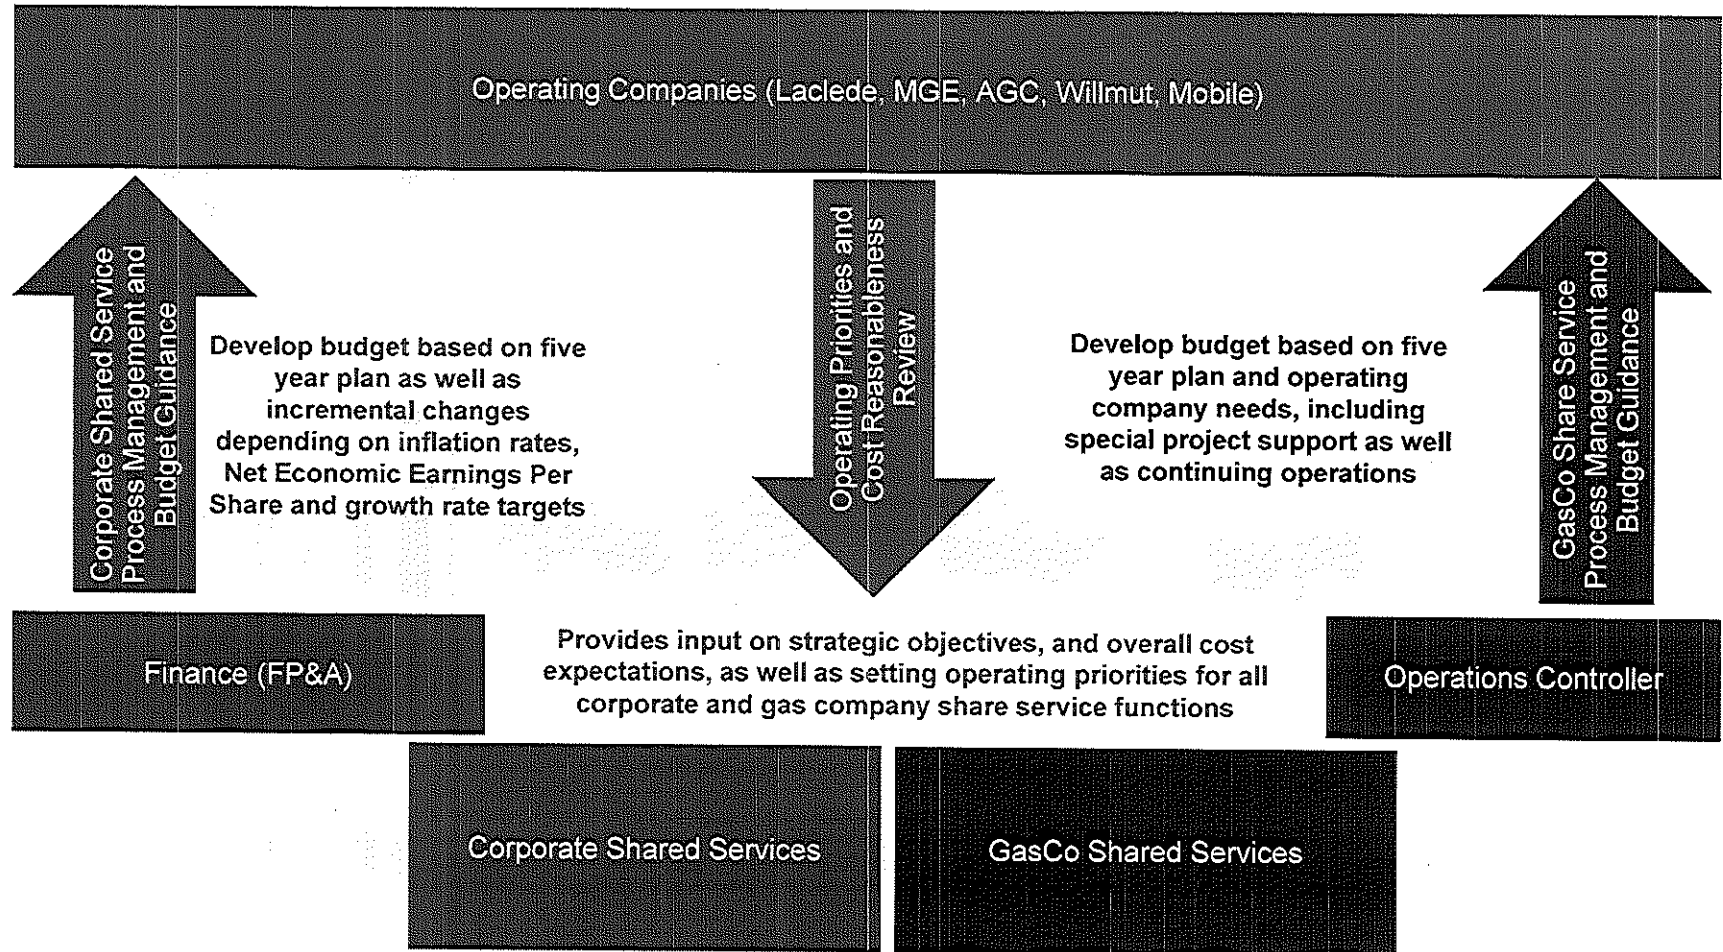 Operating Companies (Laclede, MGE, AGC, Willmut, Mobile)
Corporate Shared Service
Process Management and
Budget Guidance
Develop budget based on five
year plan as well as
incremental changes
depending on inflation rates,
Net Economic Earnings Per
Share and growth rate targets
Operating Priorities and
Cost Reasonableness
Review
Develop budget based on five
year plan and operating
company needs, including
special project support as well
as continuing operations
GasCo Share Service
Process Management and
Budget Guidance
Finance (FP&A)
Provides input on strategic objectives, and overall cost
expectations, as well as setting operating priorities for all
corporate and gas company share service functions
Operations Controller
Corporate Shared Services
GasCo Shared Services